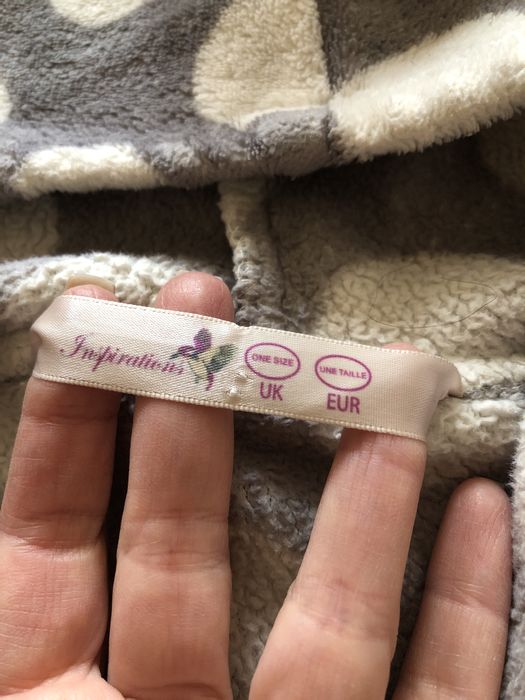 Inspirations
ONE SIZE
UK
UNE TAILLE
EUR